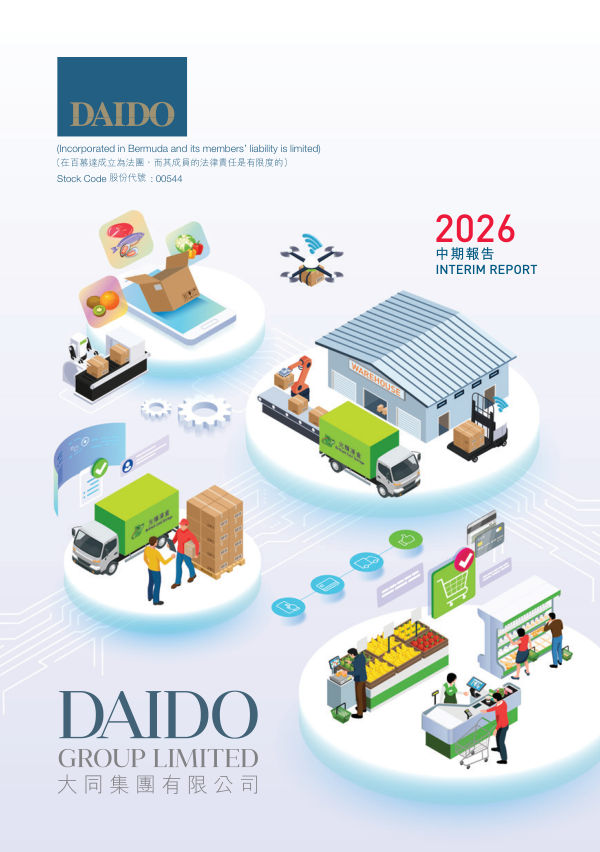 DAIDO
(Incorporated in Bermuda and its members' liability is limited)
(在百慕達成立為法團，而其成員的法律責任是有限度的)
Stock Code 股份代號 : 00544
2026
中期報告
INTERIM REPORT
WAREHOUSE
DAIDO
GROUP LIMITED
大同集團有限公司